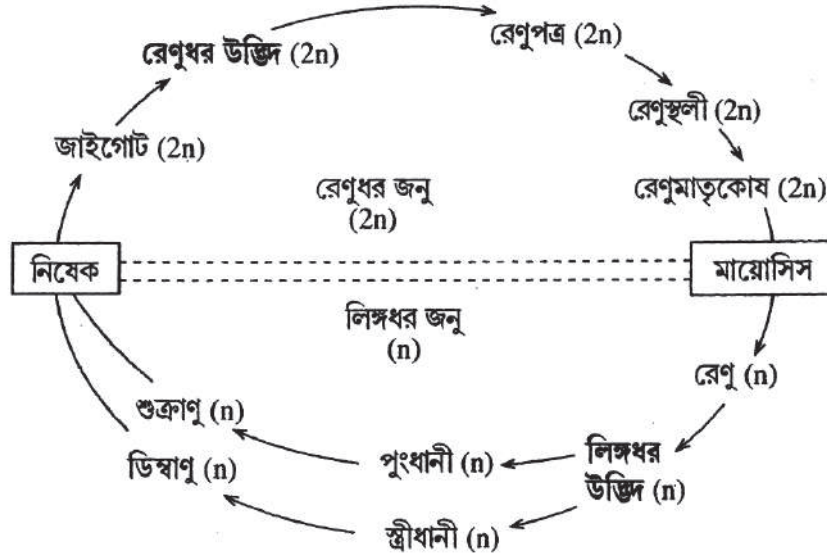 রেণুধর উদ্ভিদ (2n)
রেণুপত্র (2n)
রেণুস্থলী (2n)
জাইগোট (2n)
রেণুধর জনু
(2n)
রেণুমাতৃকোষ (2n)
নিষেক
মায়োসিস
লিঙ্গধর জনু
(n)
রেণু (n)
শুক্রাণু (n)
ডিম্বাণু (n)
পুংধানী (n)
লিঙ্গধর
উদ্ভিদ (n)
স্ত্রীধানী (n)